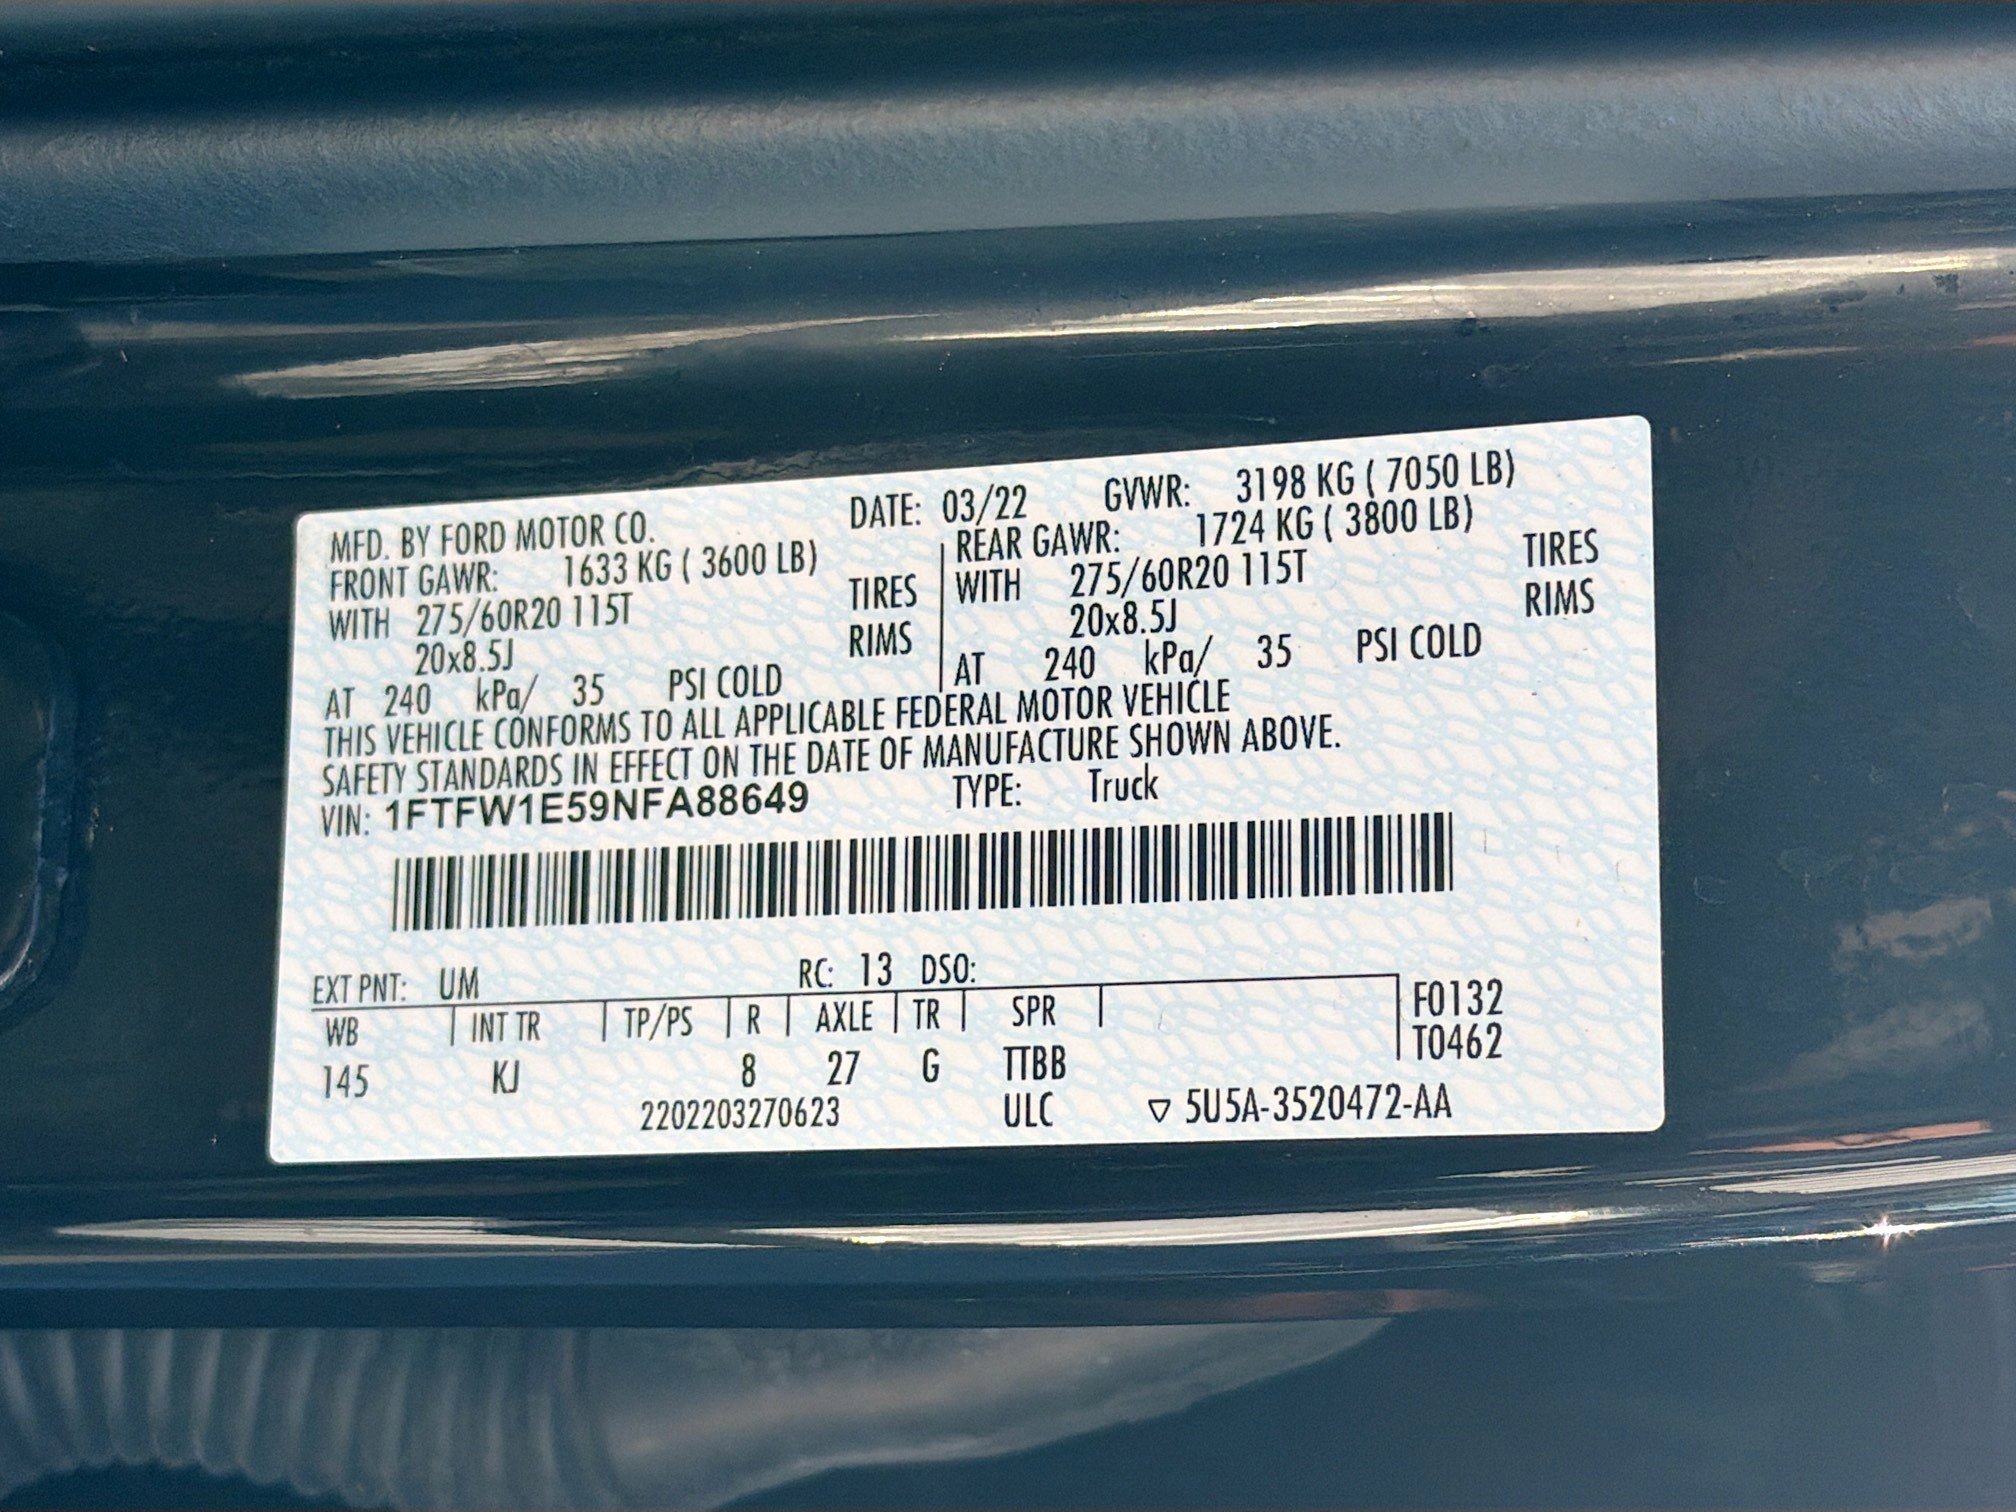 MFD. BY FORD MOTOR CO. DATE: 03/22 GVWR: 3198 KG ( 7050 LB)
FRONT GAWR: 1633 KG ( 3600 LB) REAR GAWR: 1724 KG ( 3800 LB)
WITH 275/60R20 115T TIRES WITH 275/60R20 115T TIRES
20x8.5J RIMS 20x8.5J RIMS
AT 240 kPa/ 35 PSI COLD AT 240 kPa/ 35 PSI COLD
THIS VEHICLE CONFORMS TO ALL APPLICABLE FEDERAL MOTOR VEHICLE
SAFETY STANDARDS IN EFFECT ON THE DATE OF MANUFACTURE SHOWN ABOVE.
VIN: 1FTFW1E59NFA88649 TYPE: Truck
EXT PNT: UM RC: 13 DSO:
WB INT TR TP/PS R AXLE TR SPR F0132
T0462
145 KJ 8 27 G TTBB
2202203270623 ULC ▽ 5U5A-3520472-AA